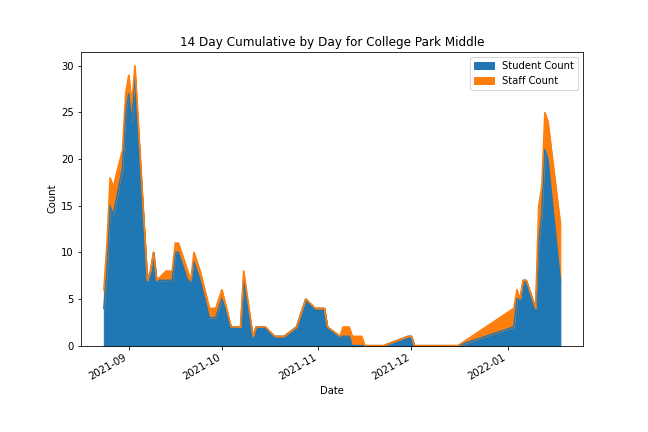 14 Day Cumulative by Day for College Park Middle
Student Count
Staff Count
30
25
20
15
10
5
0
Count
2021-09
2021-10
2021-11
2021-12
2022-01
Date